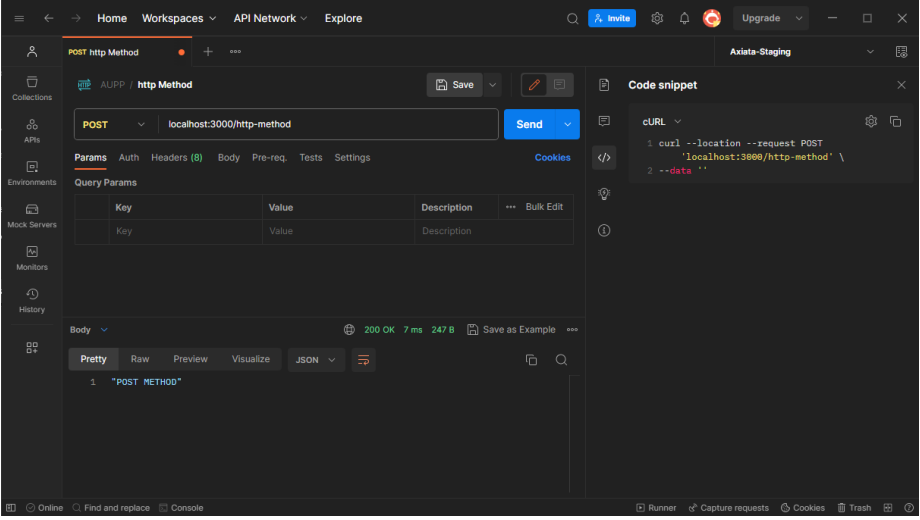 Home Workspaces API Network Explore Invite Upgrade
POST http Method Axiata-Staging
HTTP AUPP / http Method Save Code snippet
Collections
APIs
Environments
Mock Servers
Monitors
History
POST localhost:3000/http-method Send
Params Auth Headers (8) Body Pre-req. Tests Settings Cookies
Query Params
Key Value Description Bulk Edit
Key Value Description
cURL
1 curl --location --request POST
'localhost:3000/http-method' \
2 --data ''
Body 200 OK 7 ms 247 B Save as Example
Pretty Raw Preview Visualize JSON
1 "POST METHOD"
Online Find and replace Console Runner Capture requests Cookies Trash